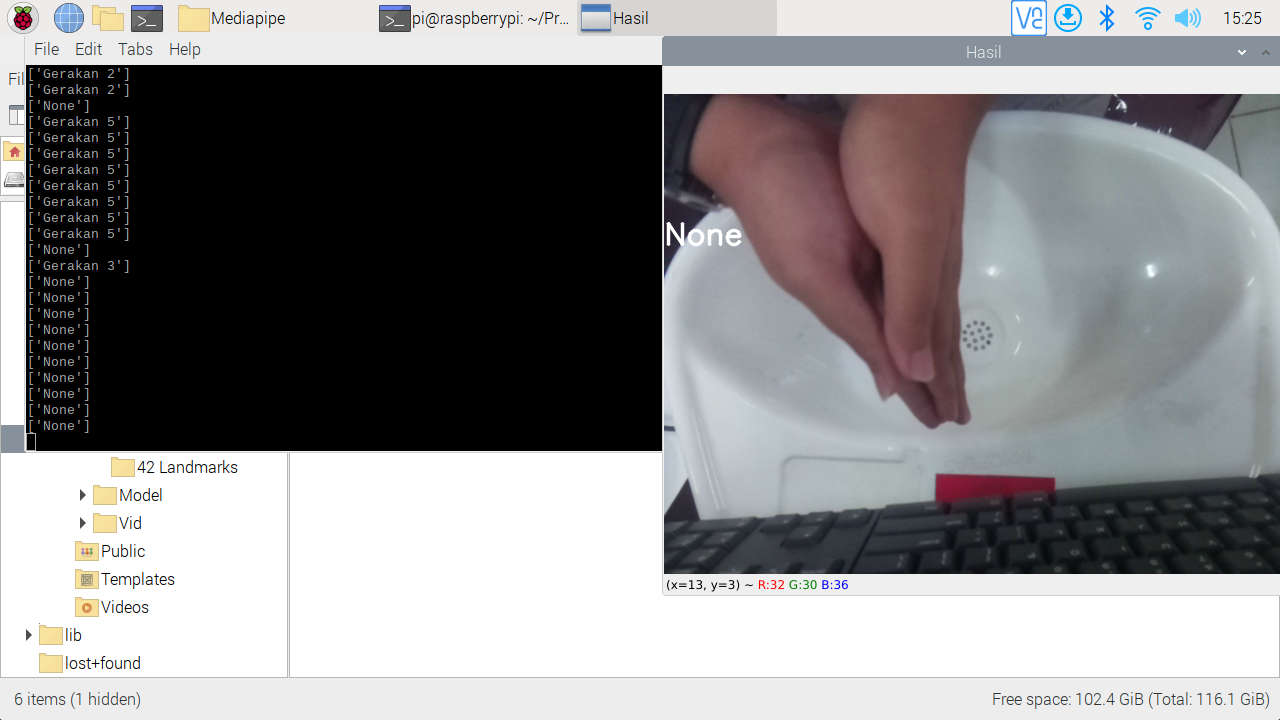 Mediapipe
pi@raspberrypi: ~/Pr...
Hasil
15:25
File Edit Tabs Help
Hasil
Fil
['Gerakan 2']
['Gerakan 2']
['None']
['Gerakan 5']
['Gerakan 5']
['Gerakan 5']
['Gerakan 5']
['Gerakan 5']
['Gerakan 5']
['Gerakan 5']
['Gerakan 5']
['None']
['Gerakan 3']
['None']
['None']
['None']
['None']
['None']
['None']
['None']
['None']
['None']
['None']
None
42 Landmarks
Model
Vid
Public
Templates
Videos
lib
lost+found
(x=13, y=3) ~ R:32 G:30 B:36
6 items (1 hidden)
Free space: 102.4 GiB (Total: 116.1 GiB)